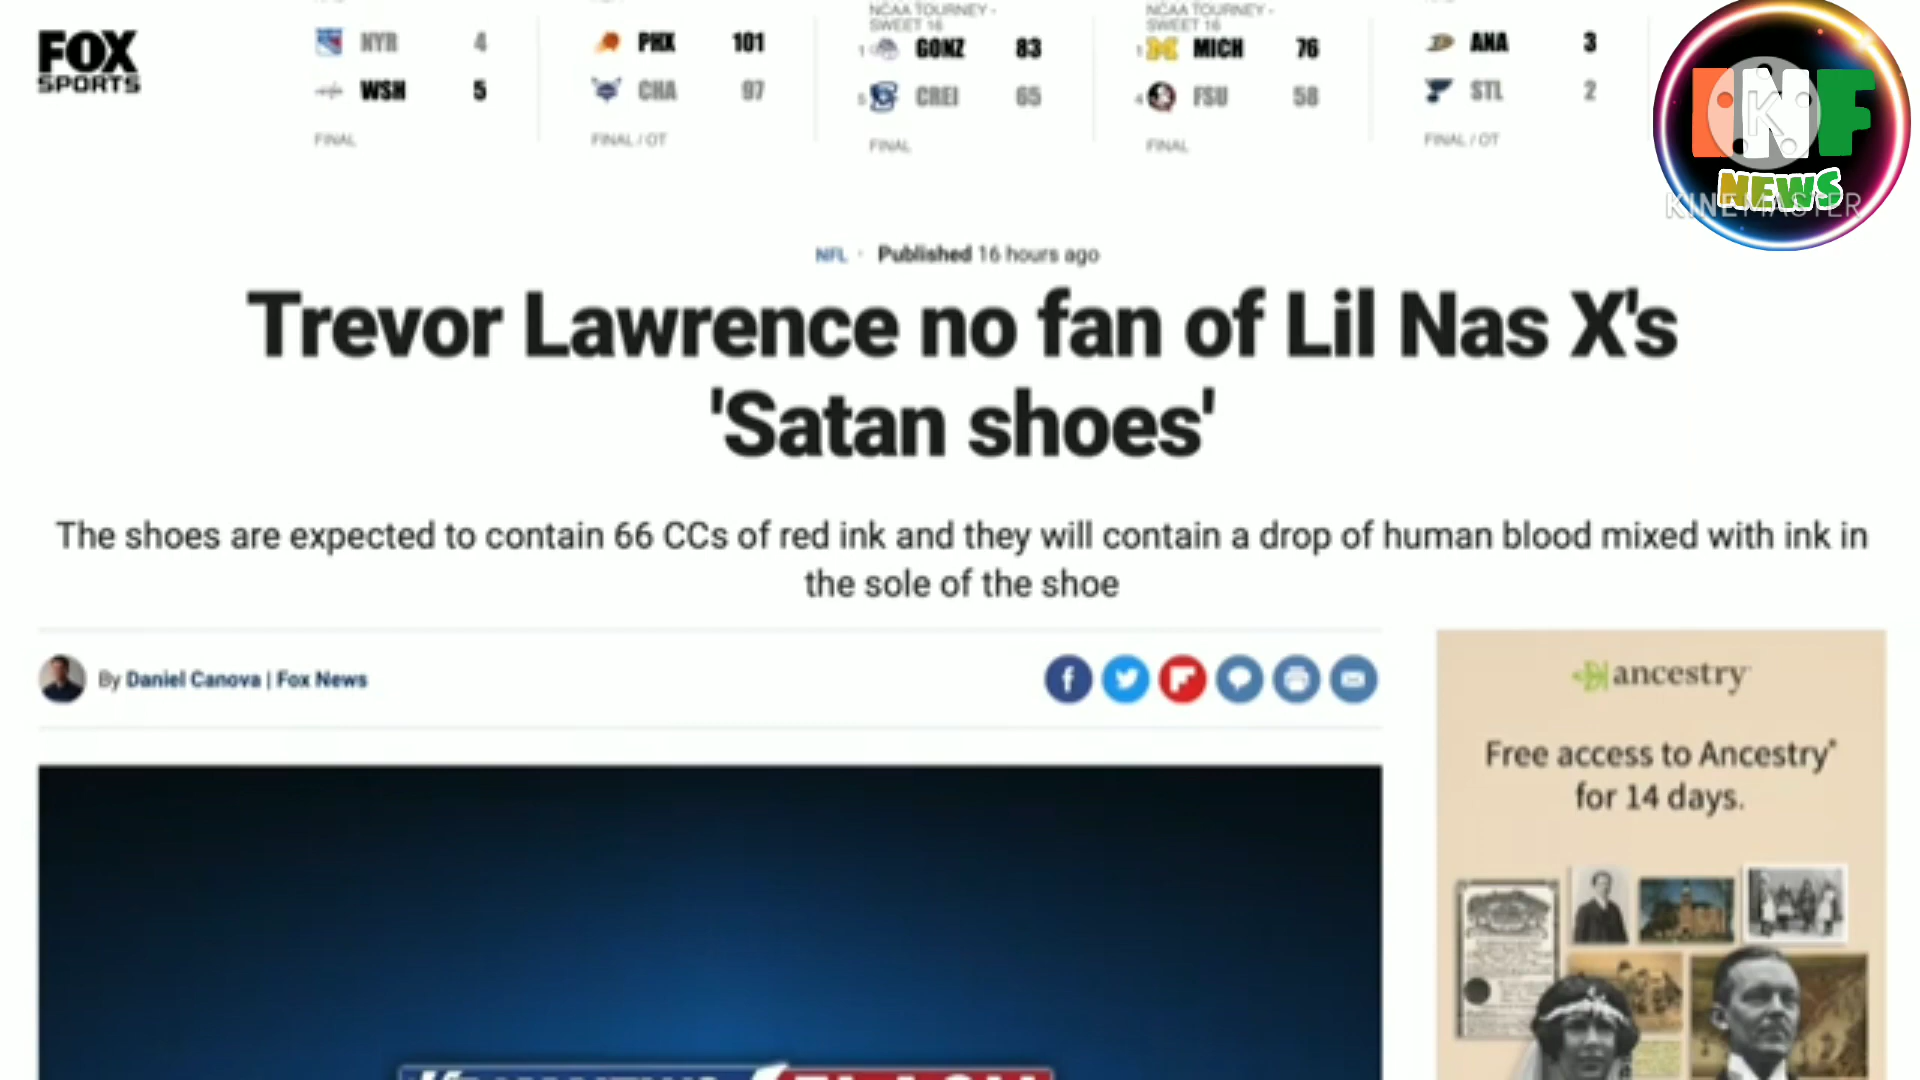 FOX
SPORTS
NYR 4
WSH 5
FINAL
PHX 101
CHA 97
FINAL / OT
NCAA TOURNEY -
SWEET 16
1 GONZ 83
5 CREI 65
FINAL
NCAA TOURNEY -
SWEET 16
1 MICH 76
4 FSU 58
FINAL
ANA 3
STL 2
FINAL / OT
INF
K
NEWS
KINEMASTER
NFL · Published 16 hours ago
Trevor Lawrence no fan of Lil Nas X's
'Satan shoes'
The shoes are expected to contain 66 CCs of red ink and they will contain a drop of human blood mixed with ink in
the sole of the shoe
By Daniel Canova | Fox News
ancestry
Free access to Ancestry®
for 14 days.